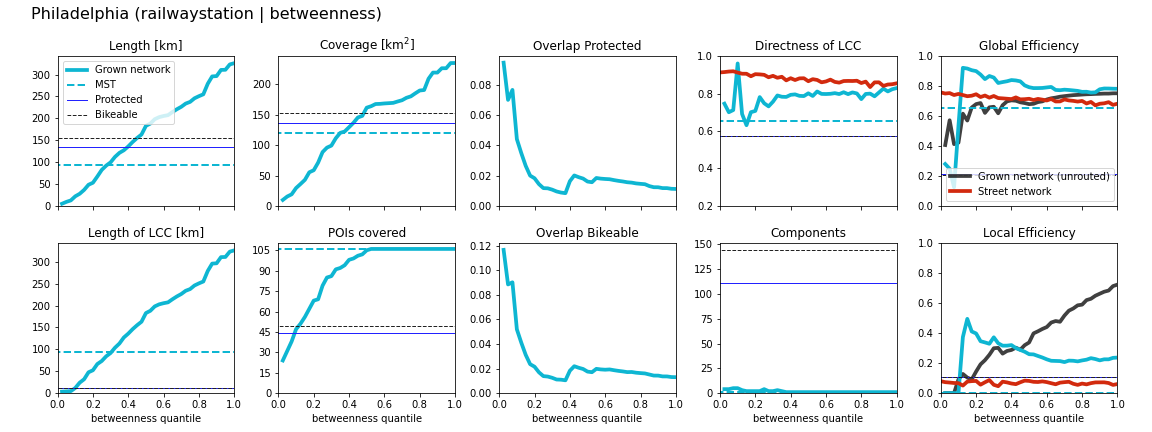 Philadelphia (railwaystation | betweenness)
Length [km]
Coverage [km²]
Overlap Protected
Directness of LCC
Global Efficiency
300
250
200
150
100
50
0
Grown network
MST
Protected
Bikeable
200
150
100
50
0
0.08
0.06
0.04
0.02
0.00
1.0
0.8
0.6
0.4
0.2
1.0
0.8
0.6
0.4
0.2
0.0
Grown network (unrouted)
Street network
Length of LCC [km]
POIs covered
Overlap Bikeable
Components
Local Efficiency
300
250
200
150
100
50
0
105
90
75
60
45
30
15
0
0.12
0.10
0.08
0.06
0.04
0.02
0.00
150
125
100
75
50
25
0
1.0
0.8
0.6
0.4
0.2
0.0
0.0 0.2 0.4 0.6 0.8 1.0
0.0 0.2 0.4 0.6 0.8 1.0
0.0 0.2 0.4 0.6 0.8 1.0
0.0 0.2 0.4 0.6 0.8 1.0
0.0 0.2 0.4 0.6 0.8 1.0
betweenness quantile
betweenness quantile
betweenness quantile
betweenness quantile
betweenness quantile